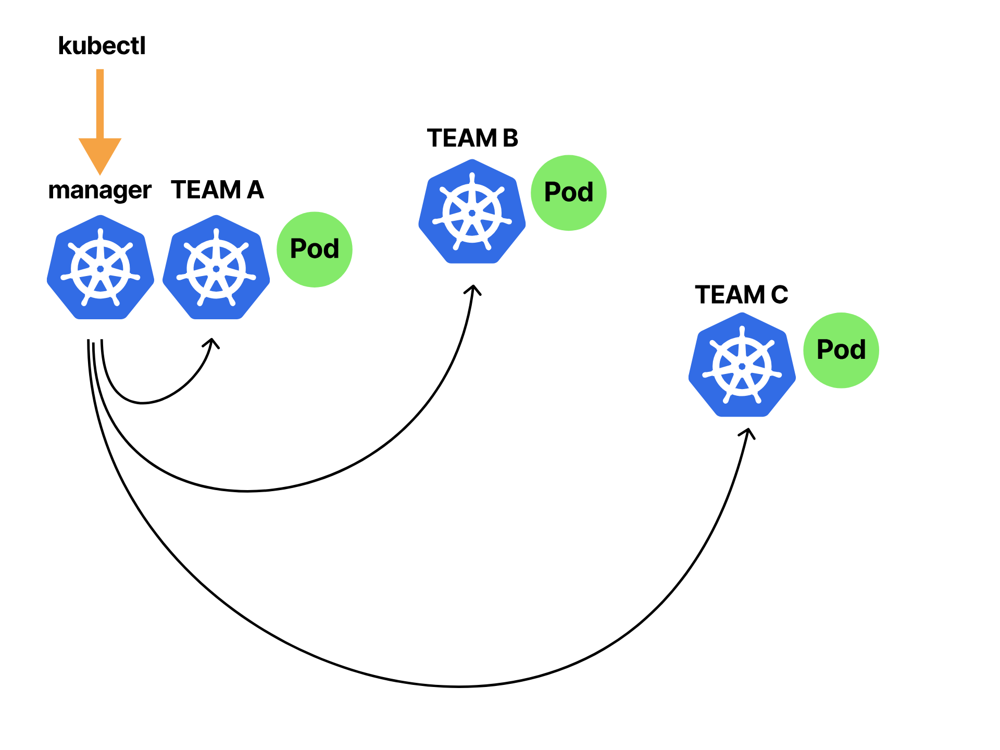 kubectl
manager
TEAM A
Pod
TEAM B
Pod
TEAM C
Pod